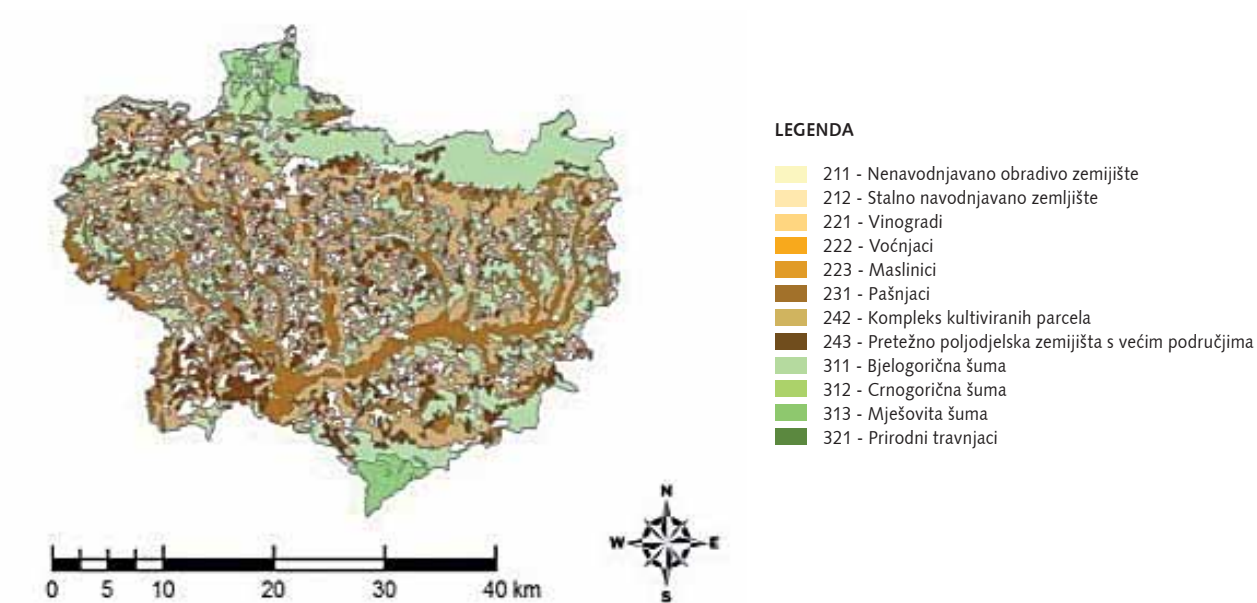 LEGENDA
211 - Nenavodnjavano obradivo zemijište
212 - Stalno navodnjavano zemljište
221 - Vinogradi
222 - Voćnjaci
223 - Maslinici
231 - Pašnjaci
242 - Kompleks kultiviranih parcela
243 - Pretežno poljodjelska zemijišta s većim područjima
311 - Bjelogorična šuma
312 - Crnogorična šuma
313 - Mješovita šuma
321 - Prirodni travnjaci
N
W E
S
0 5 10 20 30 40 km